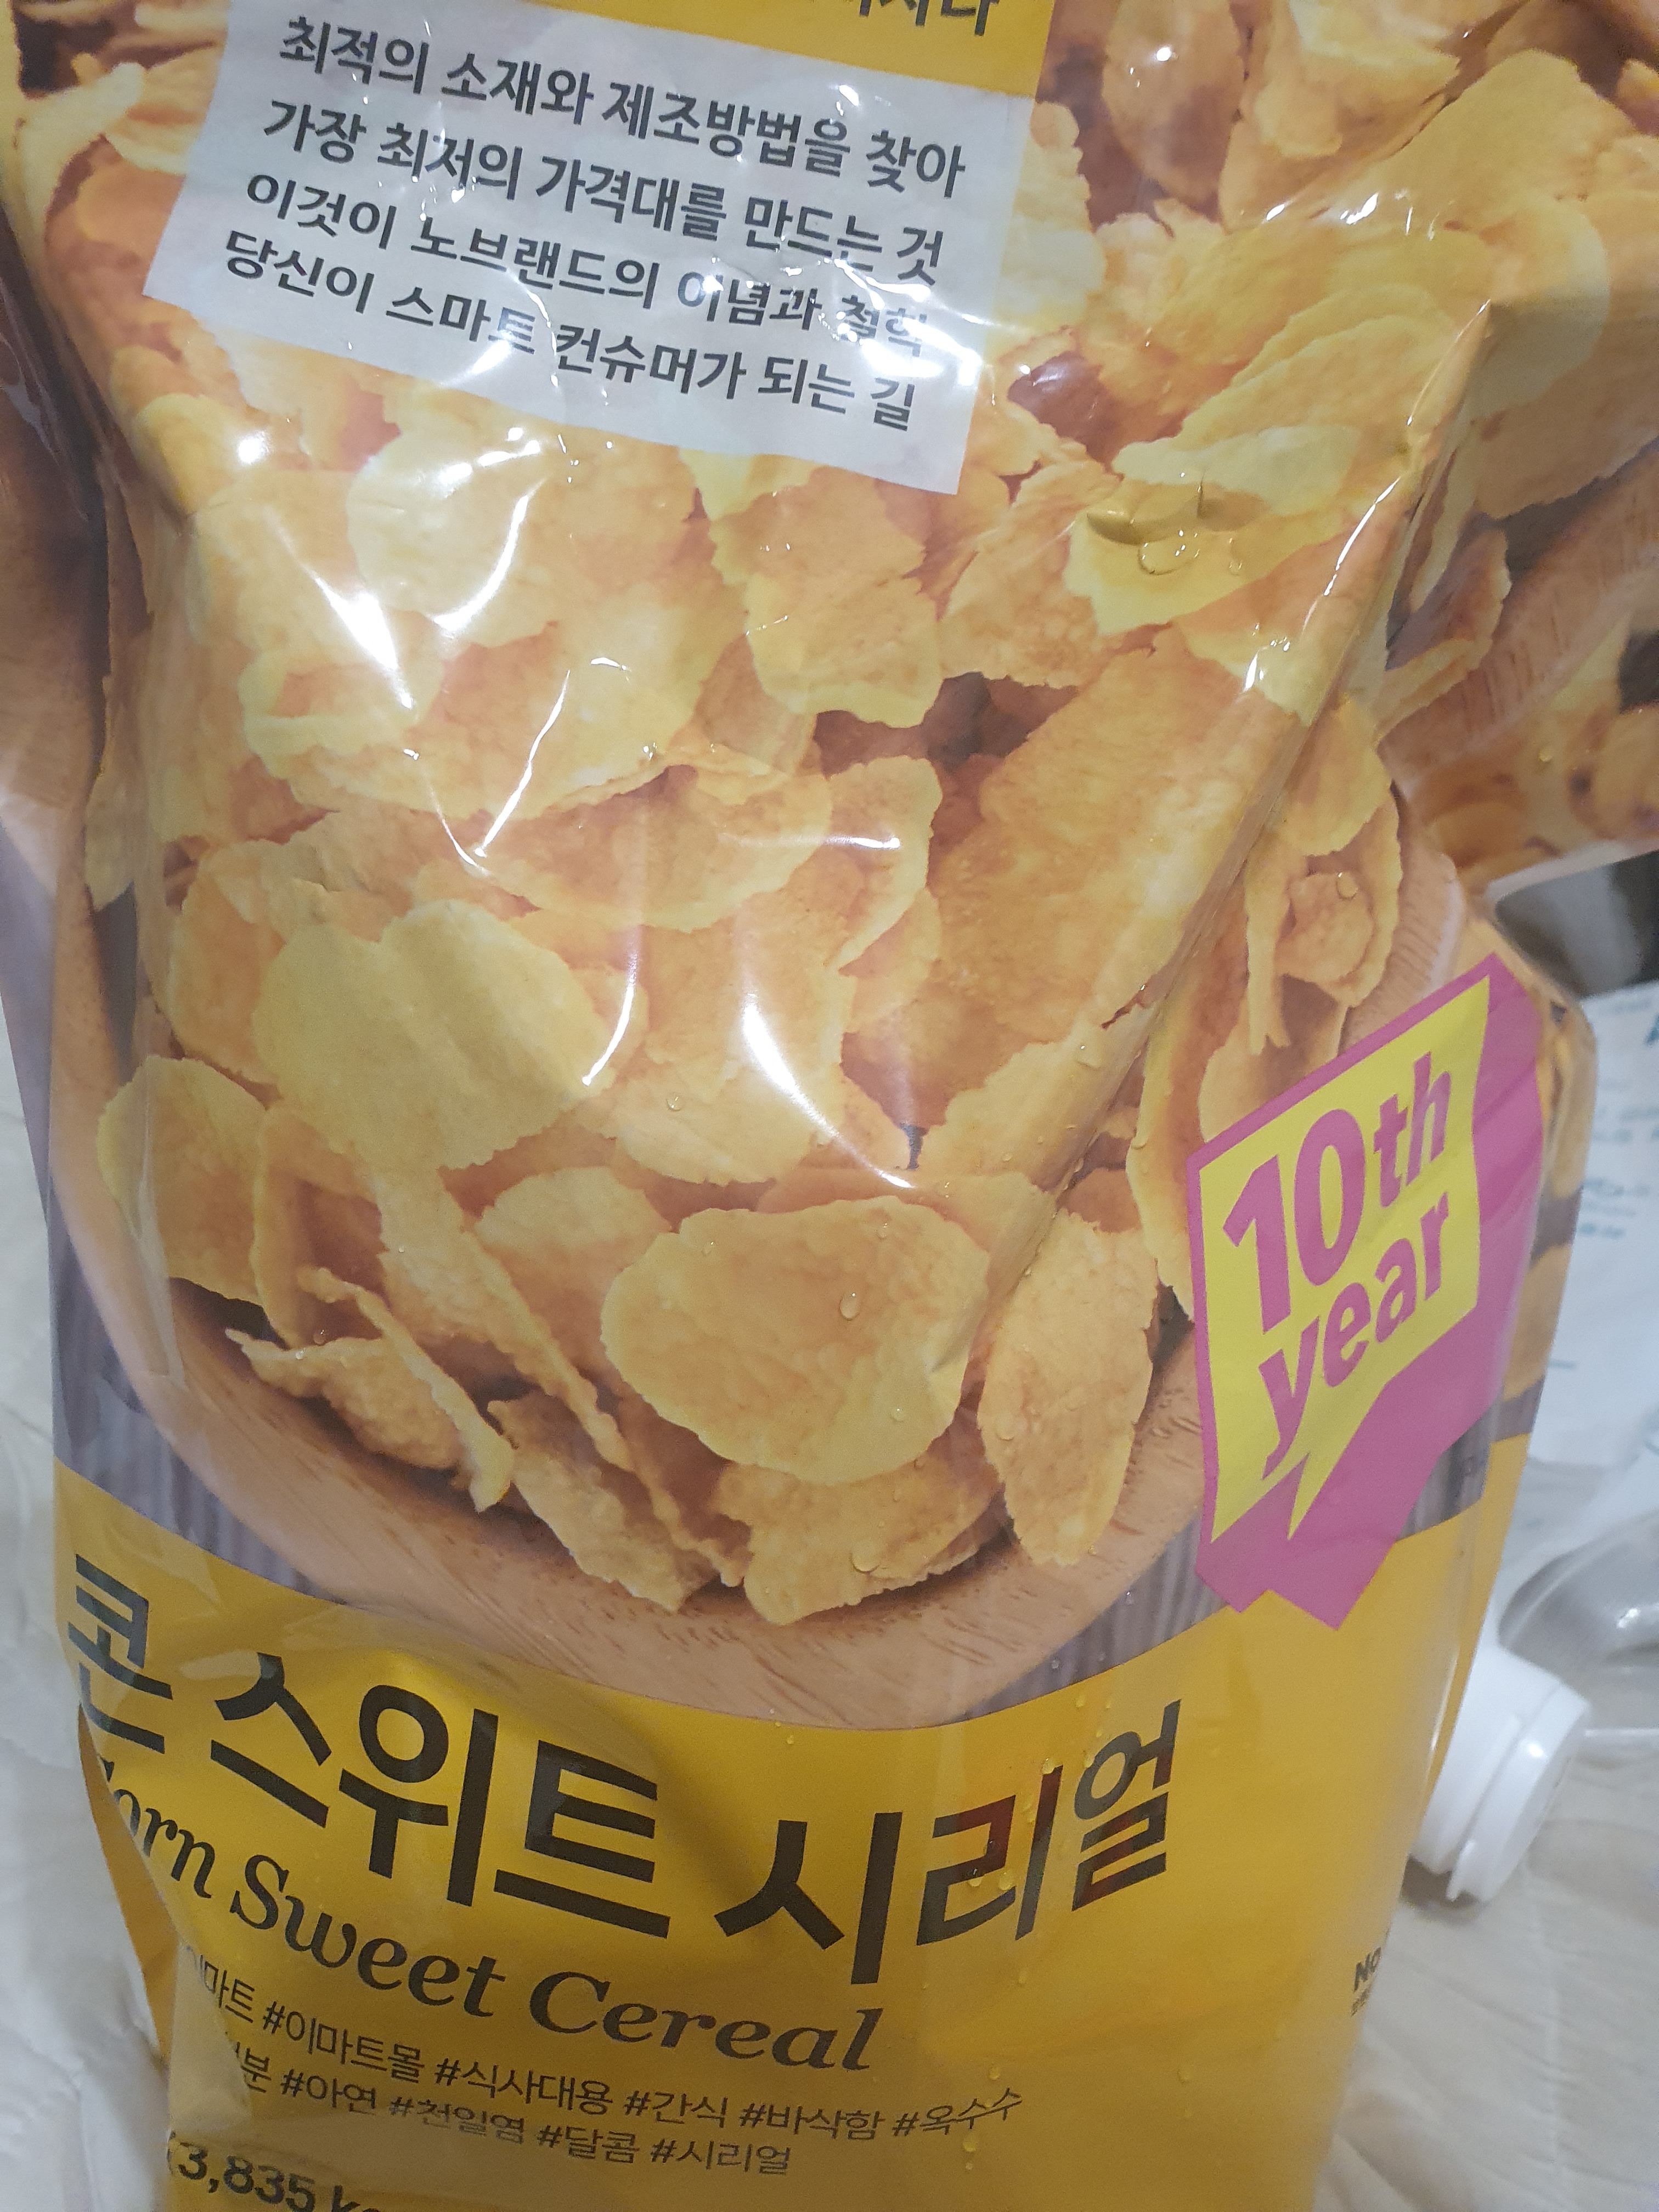 최적의 소재와 제조방법을 찾아
가장 최저의 가격대를 만드는 것
이것이 노브랜드의 이념과 철학
당신이 스마트 컨슈머가 되는 길
10th
year
콘 스위트 시리얼
Corn Sweet Cereal
#이마트몰 #식사대용 #간식 #바삭함 #옥수수
#아연 #천일염 #달콤 #시리얼
3,835
No